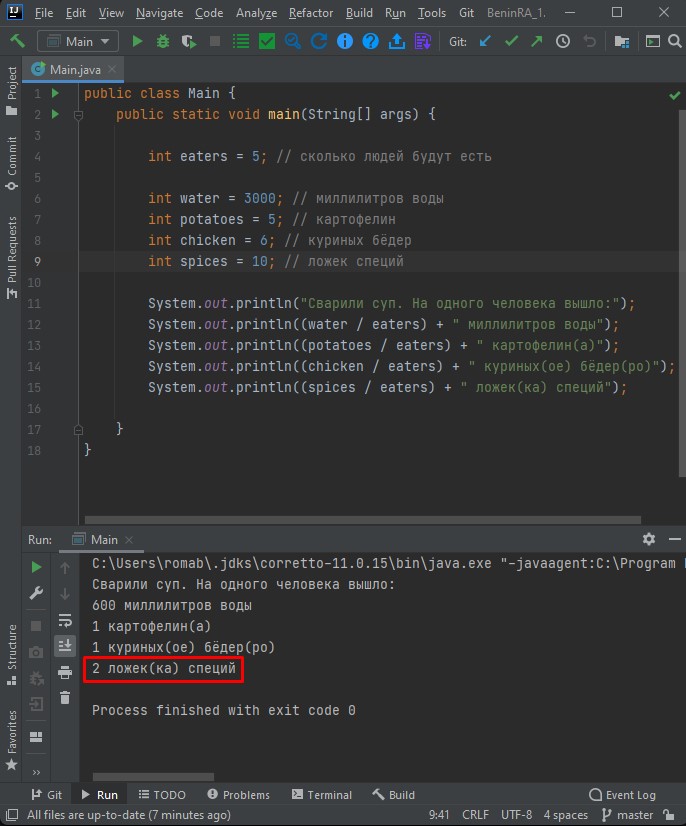 IJ File Edit View Navigate Code Analyze Refactor Build Run Tools Git BeninRA_1.
Main Git:
Main.java
Project
Commit
Pull Requests
1 public class Main {
2 public static void main(String[] args) {
3
4 int eaters = 5; // сколько людей будут есть
5
6 int water = 3000; // миллилитров воды
7 int potatoes = 5; // картофелин
8 int chicken = 6; // куриных бёдер
9 int spices = 10; // ложек специй
10
11 System.out.println("Сварили суп. На одного человека вышло:");
12 System.out.println((water / eaters) + " миллилитров воды");
13 System.out.println((potatoes / eaters) + " картофелин(а)");
14 System.out.println((chicken / eaters) + " куриных(ое) бёдер(ро)");
15 System.out.println((spices / eaters) + " ложек(ка) специй");
16
17 }
18 }
Run: Main
C:\Users\romab\.jdks\corretto-11.0.15\bin\java.exe "-javaagent:C:\Program
Сварили суп. На одного человека вышло:
600 миллилитров воды
1 картофелин(а)
1 куриных(ое) бёдер(ро)
2 ложек(ка) специй
Process finished with exit code 0
Structure
Favorites
Git Run TODO Problems Terminal Build Event Log
All files are up-to-date (7 minutes ago) 9:41 CRLF UTF-8 4 spaces master